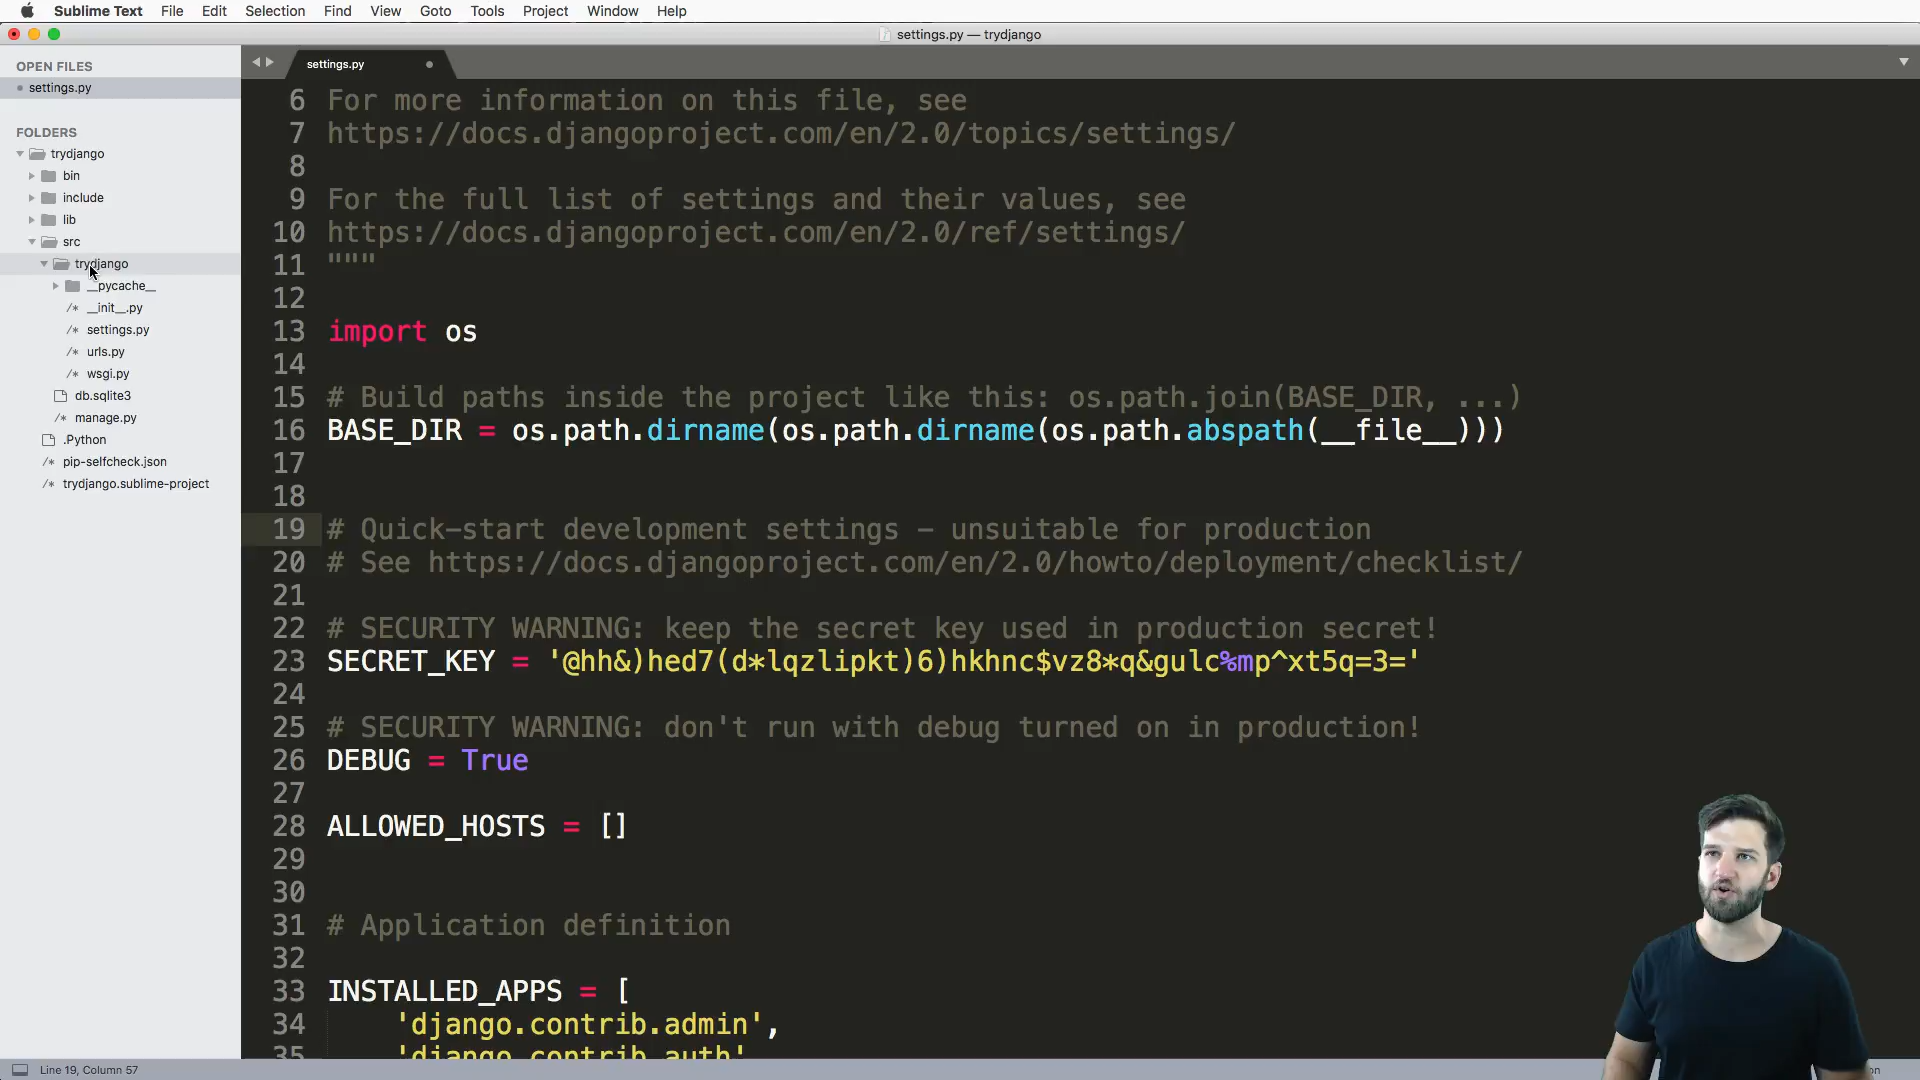 Sublime Text File Edit Selection Find View Goto Tools Project Window Help
settings.py — trydjango
OPEN FILES
settings.py
FOLDERS
trydjango
bin
include
lib
src
trydjango
__pycache__
/* __init__.py
/* settings.py
/* urls.py
/* wsgi.py
db.sqlite3
/* manage.py
.Python
/* pip-selfcheck.json
/* trydjango.sublime-project
settings.py
6 For more information on this file, see
7 https://docs.djangoproject.com/en/2.0/topics/settings/
8
9 For the full list of settings and their values, see
10 https://docs.djangoproject.com/en/2.0/ref/settings/
11 """
12
13 import os
14
15 # Build paths inside the project like this: os.path.join(BASE_DIR, ...)
16 BASE_DIR = os.path.dirname(os.path.dirname(os.path.abspath(__file__)))
17
18
19 # Quick-start development settings - unsuitable for production
20 # See https://docs.djangoproject.com/en/2.0/howto/deployment/checklist/
21
22 # SECURITY WARNING: keep the secret key used in production secret!
23 SECRET_KEY = '@hh&)hed7(d*lqzlipkt)6)hkhnc$vz8*q&gulc%mp^xt5q=3='
24
25 # SECURITY WARNING: don't run with debug turned on in production!
26 DEBUG = True
27
28 ALLOWED_HOSTS = []
29
30
31 # Application definition
32
33 INSTALLED_APPS = [
34 'django.contrib.admin',
35 'django.contrib.auth'
Line 19, Column 57